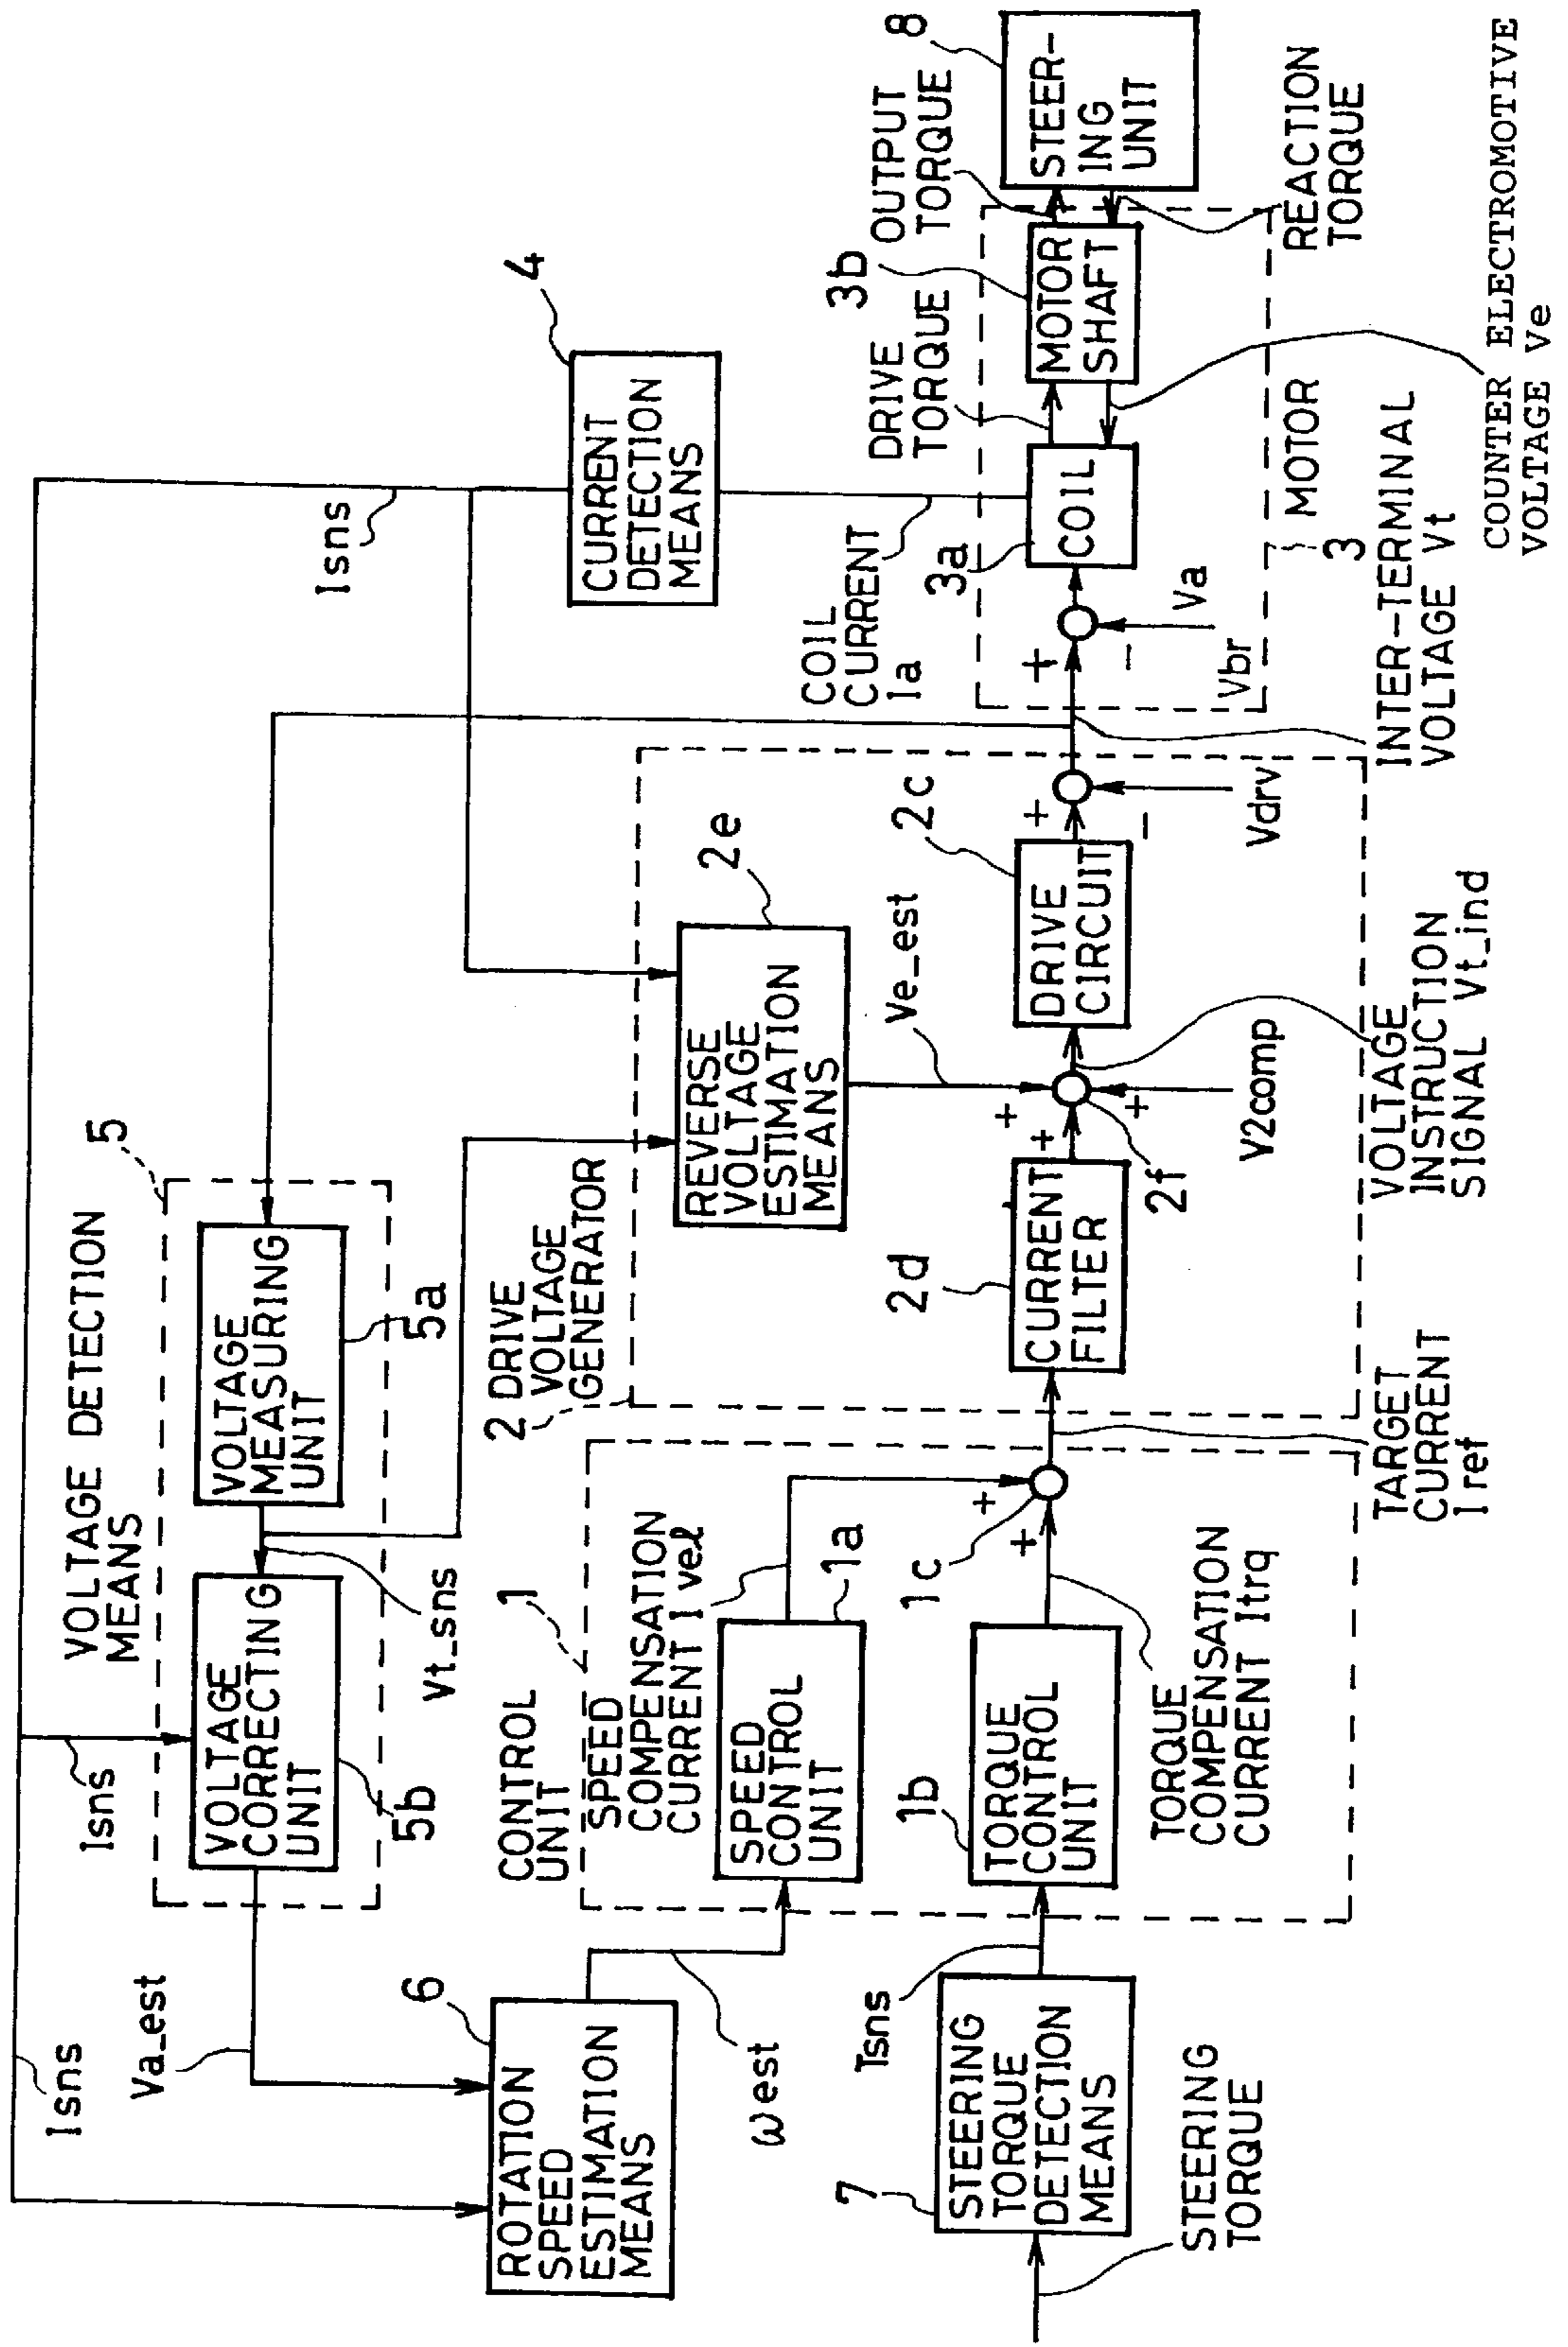 Isns
Va_est
Isns
VOLTAGE DETECTION
MEANS
5
VOLTAGE
CORRECTING
UNIT
5b
Vt_sns
VOLTAGE
MEASURING
UNIT
5a
Isns
4
CURRENT
DETECTION
MEANS
6
ROTATION
SPEED
ESTIMATION
MEANS
ωest
CONTROL
UNIT
1
SPEED
COMPENSATION
CURRENT Ivel
SPEED
CONTROL
UNIT
1a
2 DRIVE
VOLTAGE
GENERATOR
REVERSE
VOLTAGE
ESTIMATION
MEANS
2e
Ve_est
COIL
CURRENT
Ia
7
STEERING
TORQUE
DETECTION
MEANS
Tsns
STEERING
TORQUE
1b
TORQUE
CONTROL
UNIT
TORQUE
COMPENSATION
CURRENT Itrq
1c
+
+
TARGET
CURRENT
Iref
2d
CURRENT
FILTER
+
+
+
2f
V2comp
VOLTAGE
INSTRUCTION
SIGNAL Vt_ind
2c
DRIVE
CIRCUIT
+
-
Vdrv
INTER-TERMINAL
VOLTAGE Vt
+
-
Vbr
Va
3a
COIL
3
MOTOR
DRIVE
TORQUE
3b
MOTOR
SHAFT
OUTPUT
TORQUE
8
STEER-
ING
UNIT
REACTION
TORQUE
COUNTER ELECTROMOTIVE
VOLTAGE Ve